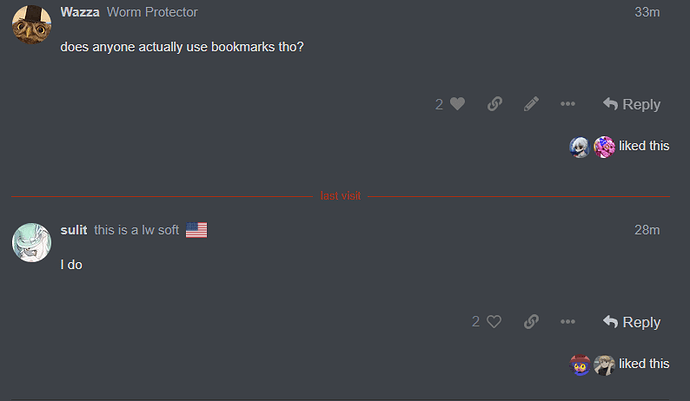 Wazza Worm Protector 33m
does anyone actually use bookmarks tho?
2 Reply
liked this
last visit
sulit this is a lw soft 28m
I do
2 Reply
liked this